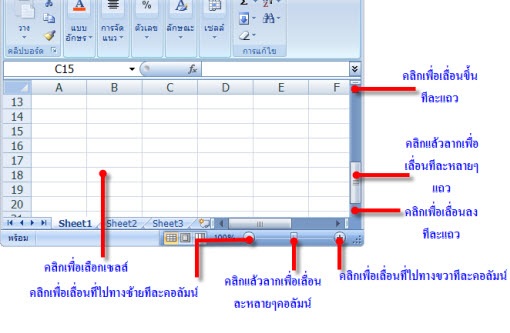 วาง
แบบอักษร
การจัดแนว
ตัวเลข
ลักษณะ
เซลล์
คลิปบอร์ด
การแก้ไข
C15
fx
A B C D E F
13
14
15
16
17
18
19
20
21
Sheet1 Sheet2 Sheet3
พร้อม
100%
คลิกเพื่อเลื่อนขึ้น
ทีละแถว
คลิกแล้วลากเพื่อ
เลื่อนทีละหลายๆ
แถว
คลิกเพื่อเลื่อนลง
ทีละแถว
คลิกเพื่อเลือกเซลล์
คลิกเพื่อเลื่อนที่ไปทางซ้ายทีละคอลัมน์
คลิกแล้วลากเพื่อเลื่อน
ละหลายๆคอลัมน์
คลิกเพื่อเลื่อนที่ไปทางขวาทีละคอลัมน์